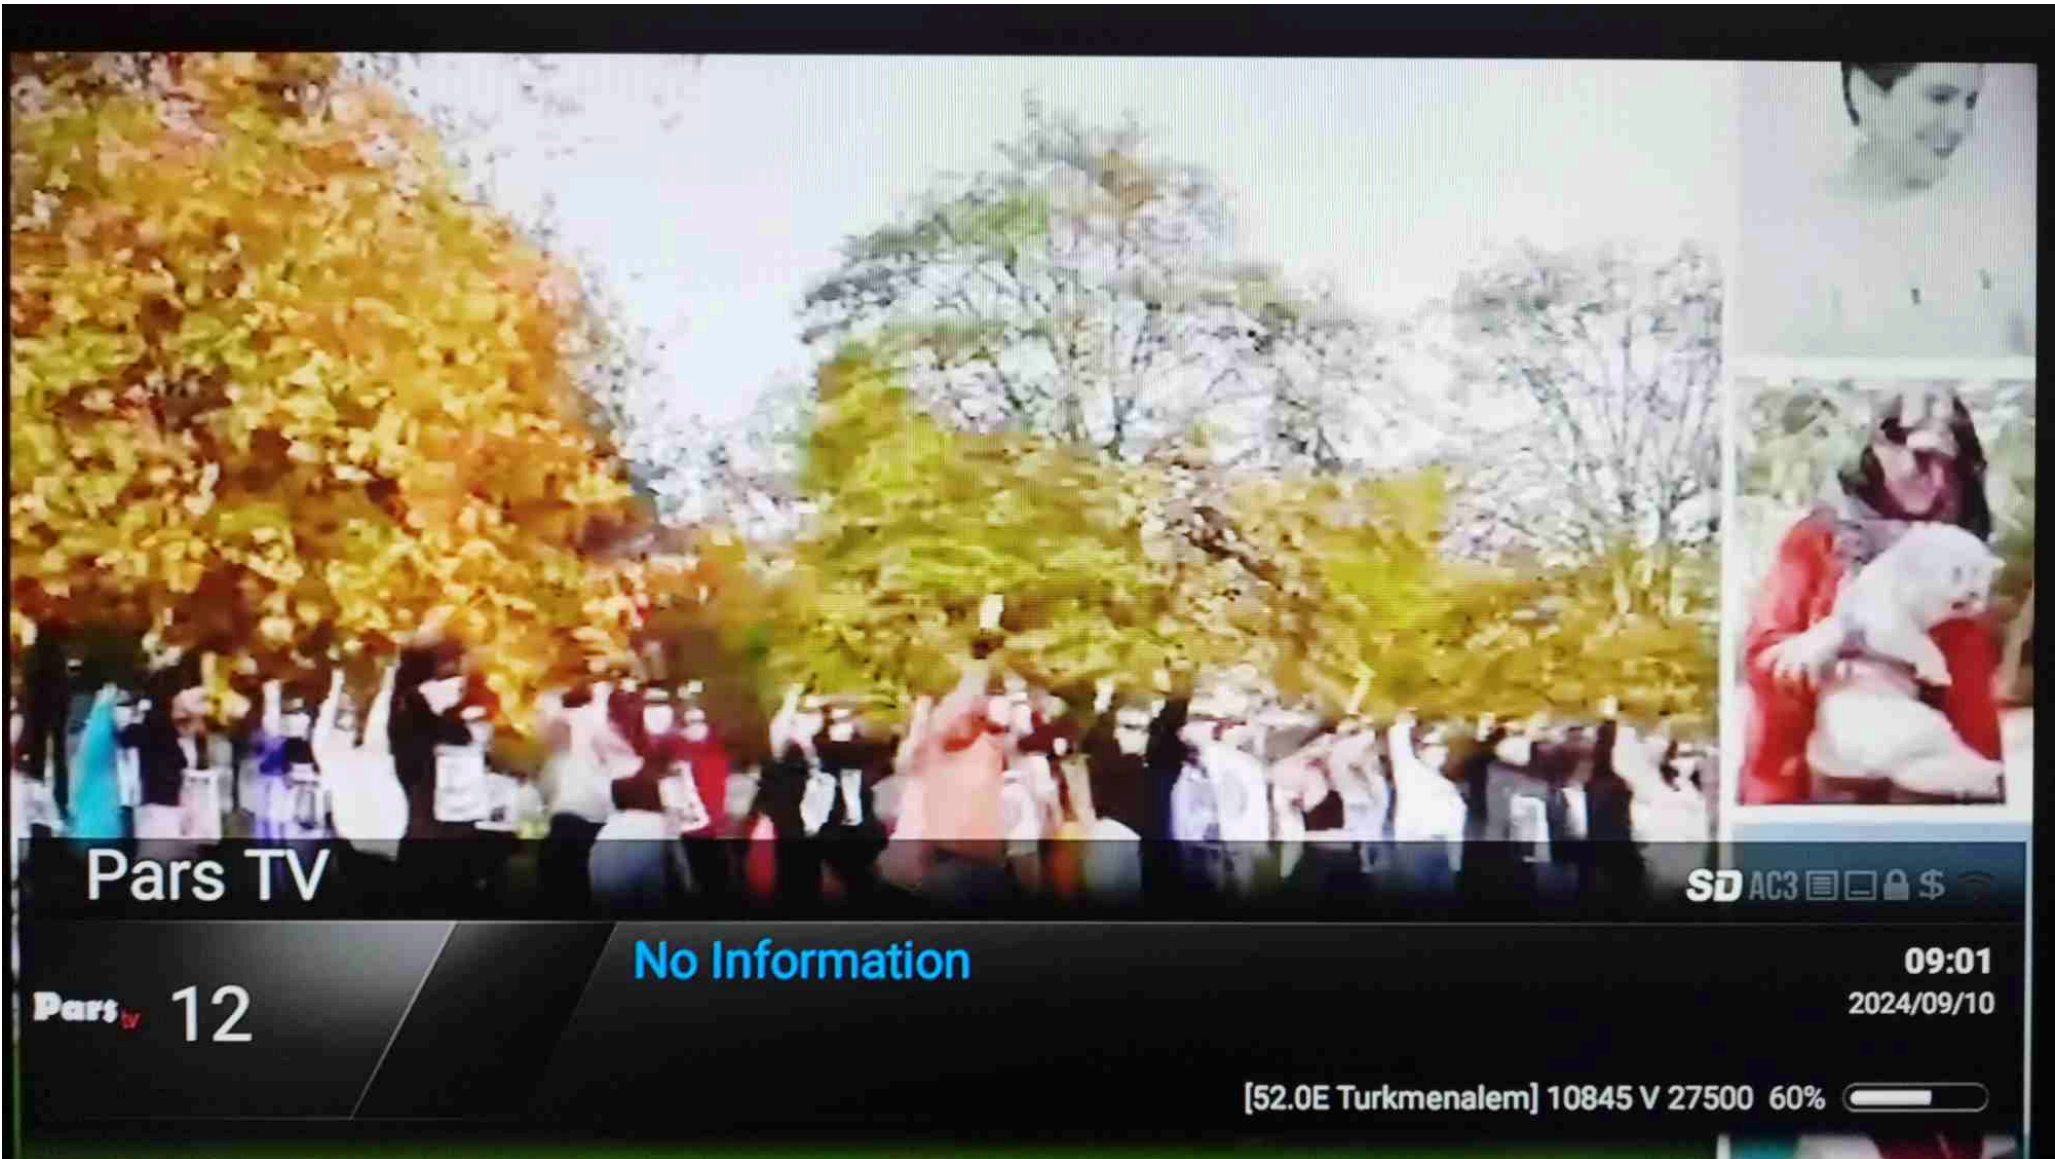 Pars TV
SD AC3 $
No Information
09:01
Pars tv 12
2024/09/10
[52.0E Turkmenalem] 10845 V 27500 60%